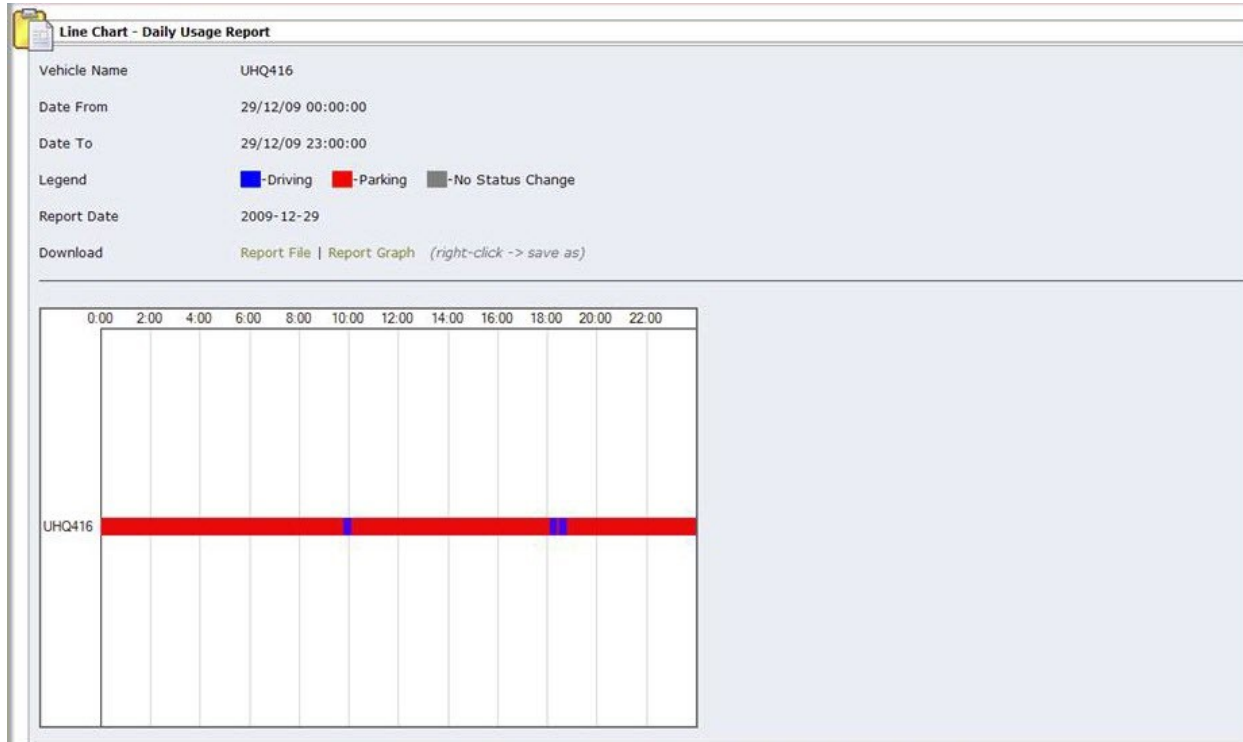 Line Chart - Daily Usage Report
Vehicle Name UHQ416
Date From 29/12/09 00:00:00
Date To 29/12/09 23:00:00
Legend -Driving -Parking -No Status Change
Report Date 2009-12-29
Download Report File | Report Graph (right-click -> save as)
0:00 2:00 4:00 6:00 8:00 10:00 12:00 14:00 16:00 18:00 20:00 22:00
UHQ416